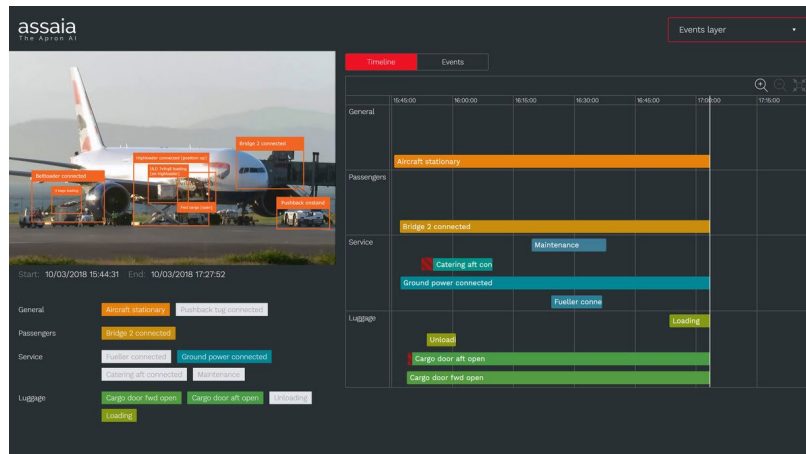 assaia
The Apron AI
Events layer
Bridge 2 connected
Highloader connected (position up)
Beltloader connected
Pushback onstand
Start: 10/03/2018 15:44:31 End: 10/03/2018 17:27:52
General Aircraft stationary Pushback tug connected
Passengers Bridge 2 connected
Service Fueller connected Ground power connected
Catering aft connected Maintenance
Luggage Cargo door fwd open Cargo door aft open Unloading
Loading
Timeline Events
15:45:00 16:00:00 16:15:00 16:30:00 16:45:00 17:00:00 17:15:00
General
Aircraft stationary
Passengers
Bridge 2 connected
Service
Maintenance
Catering aft con
Ground power connected
Fueller conne
Luggage
Loading
Unloadi
Cargo door aft open
Cargo door fwd open